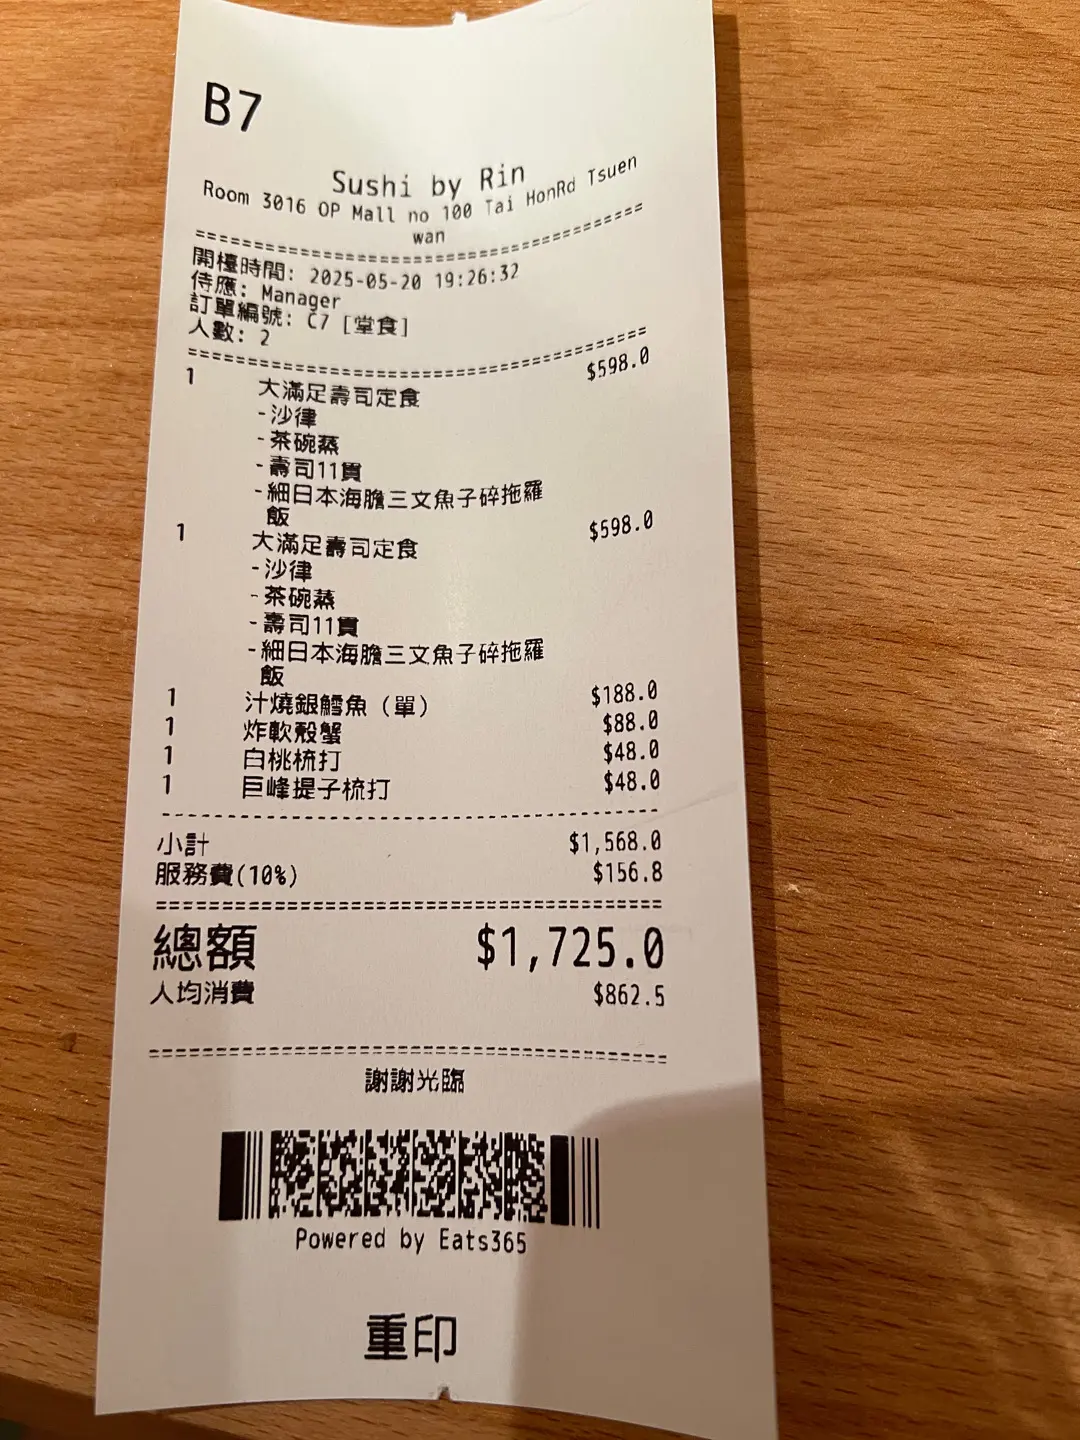 B7
Sushi by Rin
Room 3016 OP Mall no 100 Tai HonRd Tsuen
wan
開檯時間: 2025-05-20 19:26:32
侍應: Manager
訂單編號: C7 [堂食]
人數: 2
1 大滿足壽司定食 $598.0
-沙律
-茶碗蒸
-壽司11貫
-細日本海膽三文魚子碎拖羅
飯
1 大滿足壽司定食 $598.0
-沙律
-茶碗蒸
-壽司11貫
-細日本海膽三文魚子碎拖羅
飯
1 汁燒銀鱈魚（單） $188.0
1 炸軟殼蟹 $88.0
1 白桃梳打 $48.0
1 巨峰提子梳打 $48.0
小計 $1,568.0
服務費(10%) $156.8
總額 $1,725.0
人均消費 $862.5
謝謝光臨
Powered by Eats365
重印